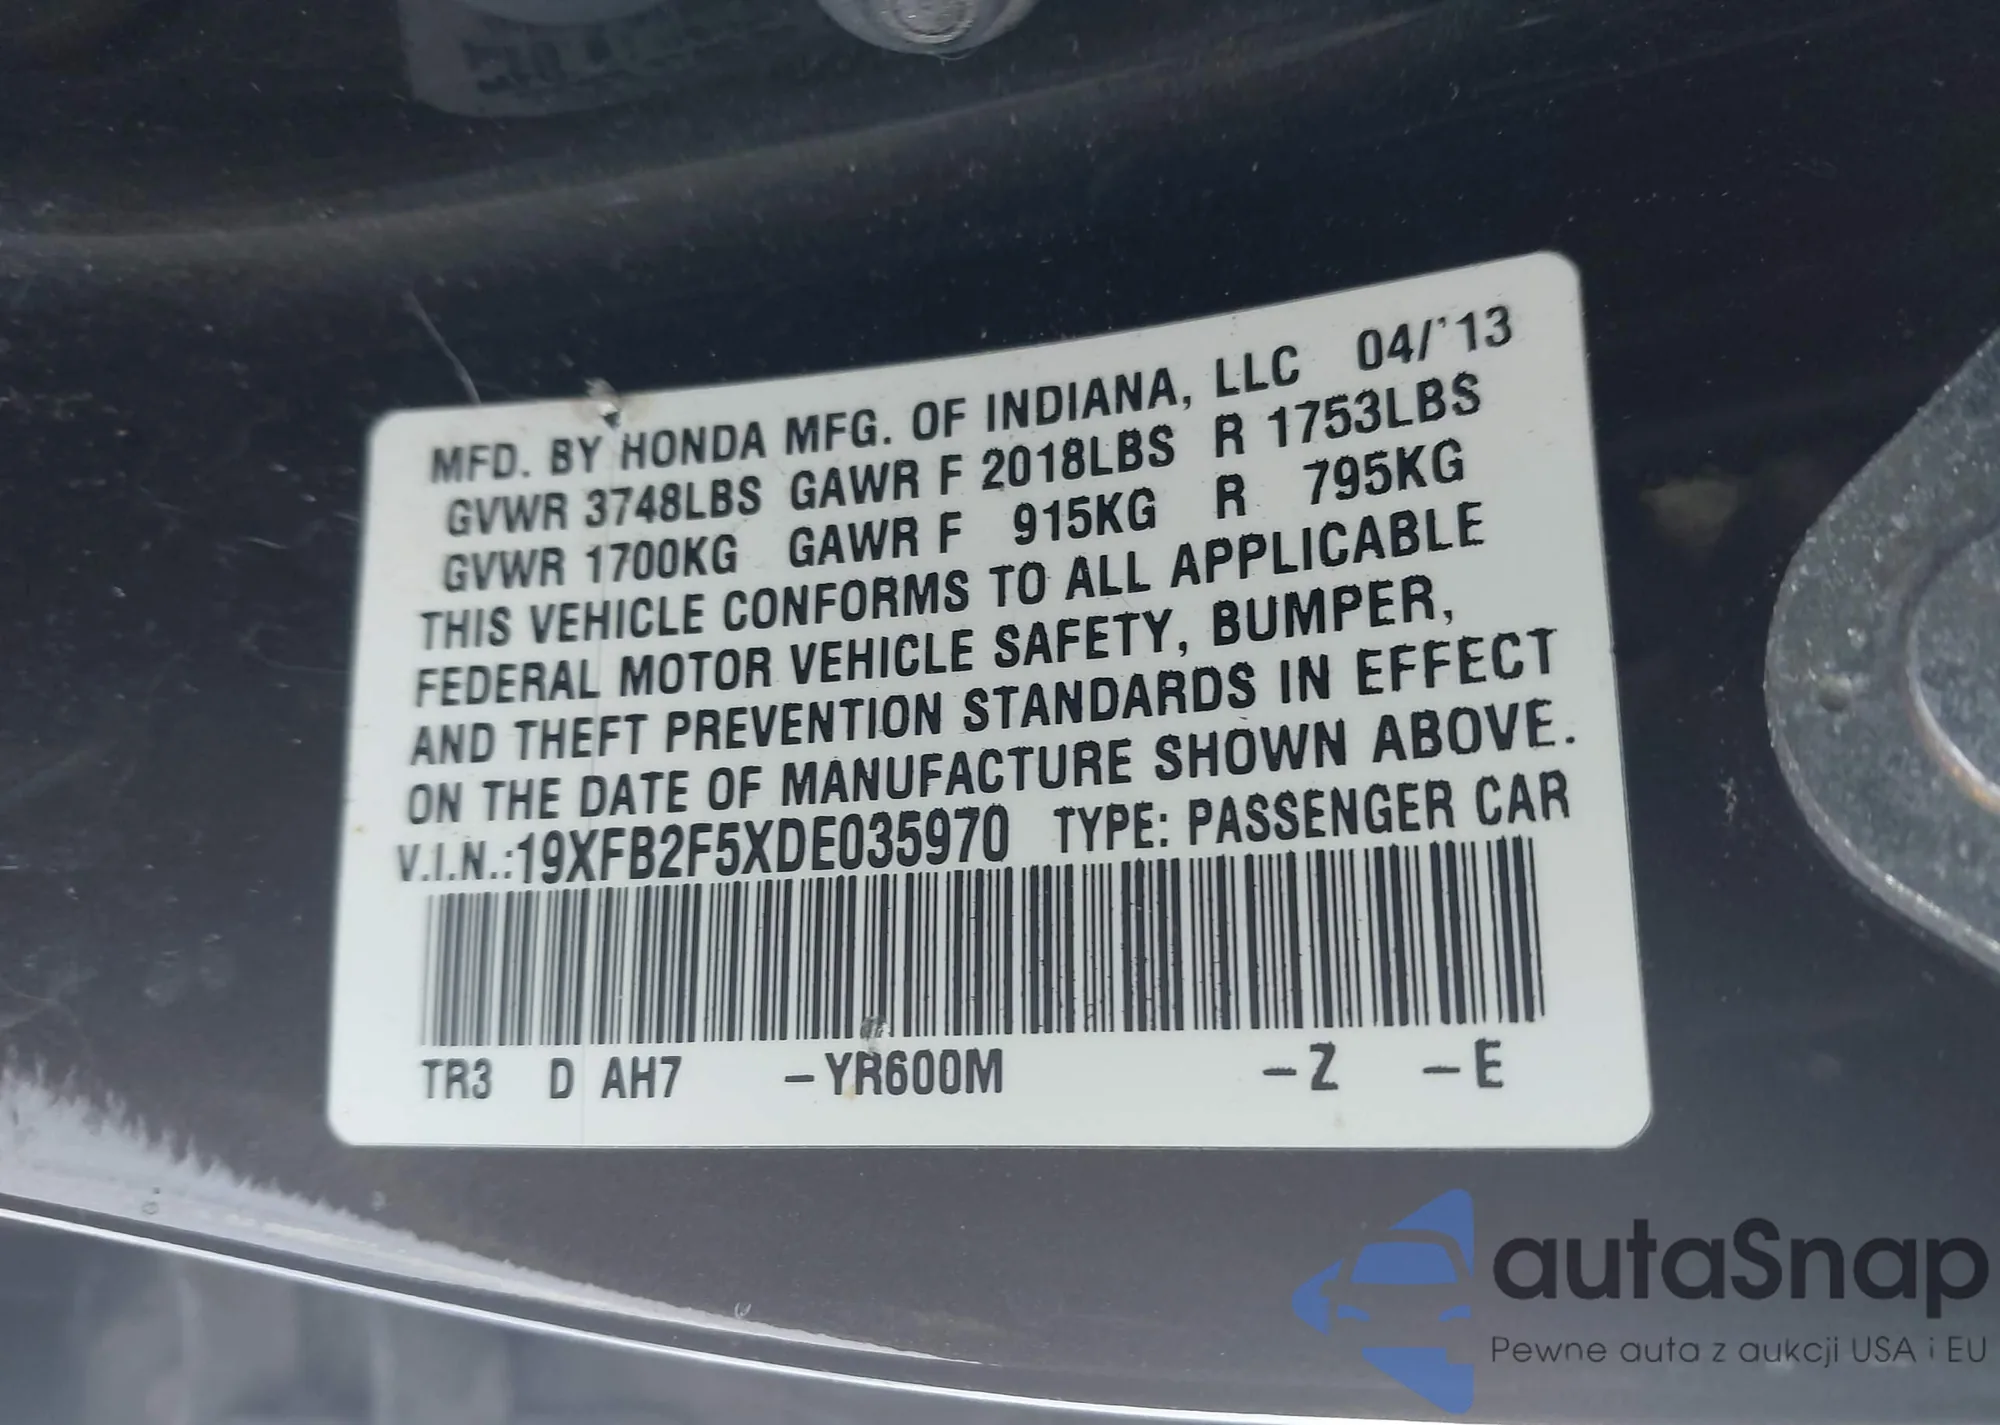 MFD. BY HONDA MFG. OF INDIANA, LLC 04/'13
GVWR 3748LBS GAWR F 2018LBS R 1753LBS
GVWR 1700KG GAWR F 915KG R 795KG
THIS VEHICLE CONFORMS TO ALL APPLICABLE
FEDERAL MOTOR VEHICLE SAFETY, BUMPER,
AND THEFT PREVENTION STANDARDS IN EFFECT
ON THE DATE OF MANUFACTURE SHOWN ABOVE.
V.I.N.:19XFB2F5XDE035970 TYPE: PASSENGER CAR
TR3 D AH7 –YR600M –Z –E
autaSnap
Pewne auta z aukcji USA i EU